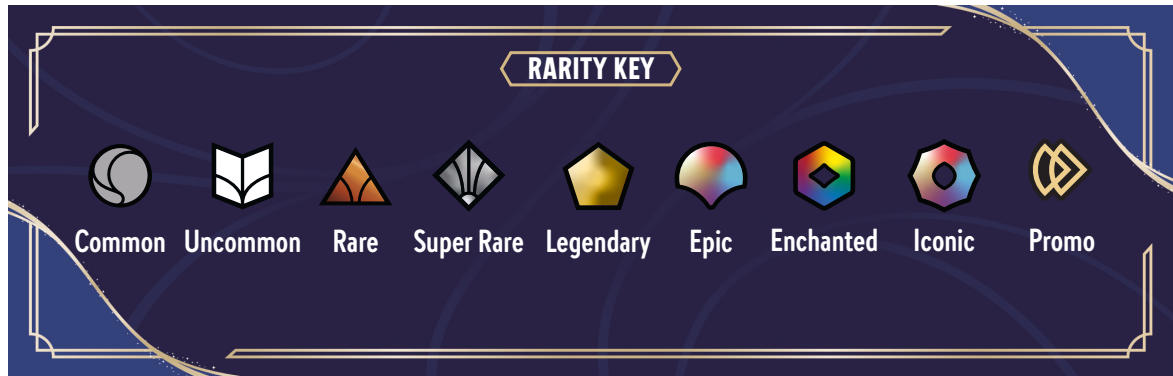 RARITY KEY
Common Uncommon Rare Super Rare Legendary Epic Enchanted Iconic Promo